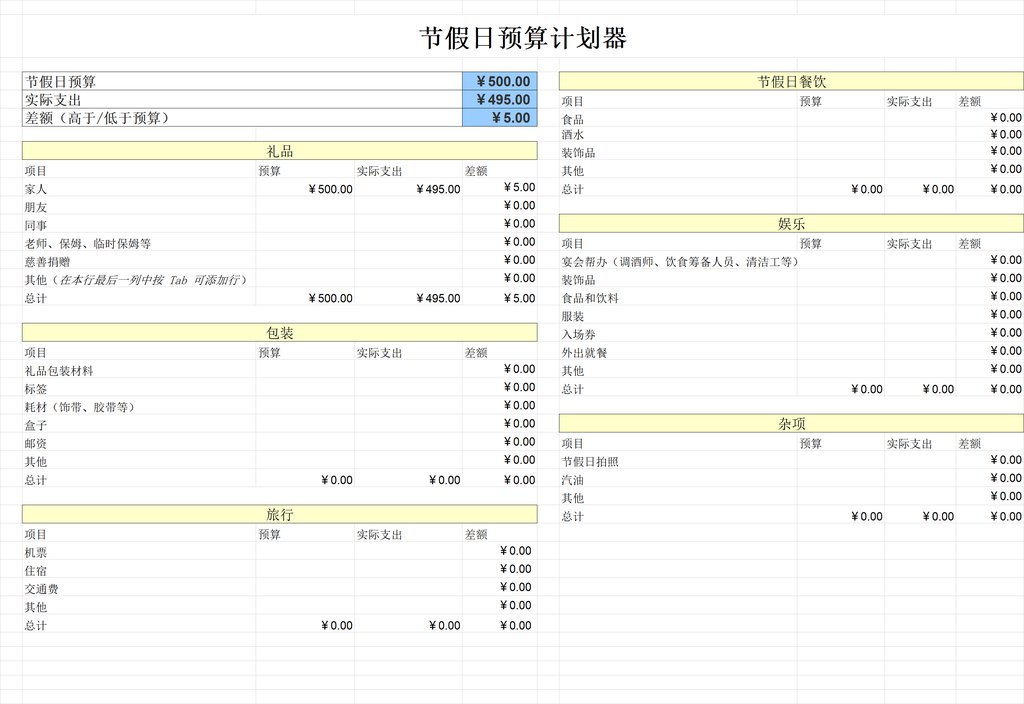 节假日预算计划器
节假日预算 ￥500.00
实际支出 ￥495.00
差额（高于/低于预算） ￥5.00
礼品
项目 预算 实际支出 差额
家人 ￥500.00 ￥495.00 ￥5.00
朋友 ￥0.00
同事 ￥0.00
老师、保姆、临时保姆等 ￥0.00
慈善捐赠 ￥0.00
其他（在本行最后一列中按 Tab 可添加行） ￥0.00
总计 ￥500.00 ￥495.00 ￥5.00
包装
项目 预算 实际支出 差额
礼品包装材料 ￥0.00
标签 ￥0.00
耗材（饰带、胶带等） ￥0.00
盒子 ￥0.00
邮资 ￥0.00
其他 ￥0.00
总计 ￥0.00 ￥0.00 ￥0.00
旅行
项目 预算 实际支出 差额
机票 ￥0.00
住宿 ￥0.00
交通费 ￥0.00
其他 ￥0.00
总计 ￥0.00 ￥0.00 ￥0.00
节假日餐饮
项目 预算 实际支出 差额
食品 ￥0.00
酒水 ￥0.00
装饰品 ￥0.00
其他 ￥0.00
总计 ￥0.00 ￥0.00 ￥0.00
娱乐
项目 预算 实际支出 差额
宴会帮办（调酒师、饮食筹备人员、清洁工等） ￥0.00
装饰品 ￥0.00
食品和饮料 ￥0.00
服装 ￥0.00
入场券 ￥0.00
外出就餐 ￥0.00
其他 ￥0.00
总计 ￥0.00 ￥0.00 ￥0.00
杂项
项目 预算 实际支出 差额
节假日拍照 ￥0.00
汽油 ￥0.00
其他 ￥0.00
总计 ￥0.00 ￥0.00 ￥0.00